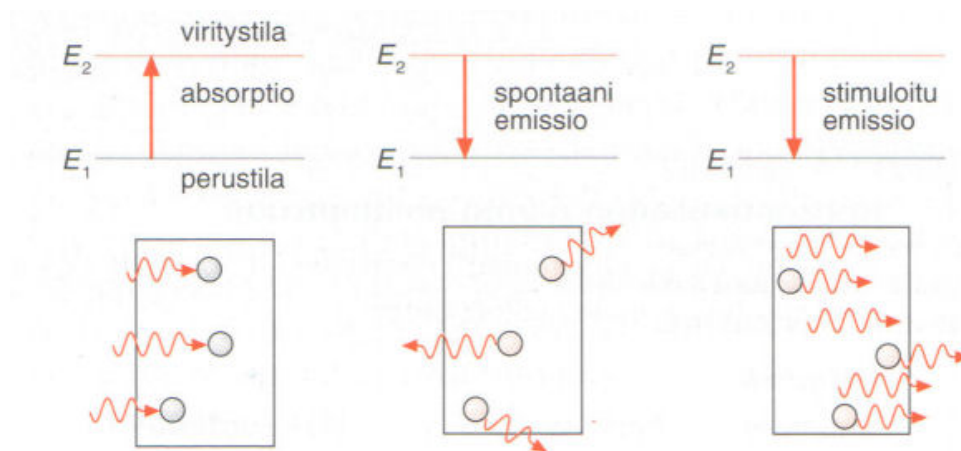 viritystila
E2
absorptio
E1
perustila
E2
spontaani
emissio
E1
E2
stimuloitu
emissio
E1